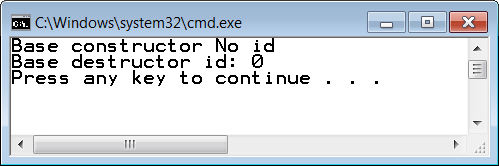 C:\Windows\system32\cmd.exe
Base constructor No id
Base destructor id: 0
Press any key to continue . . .